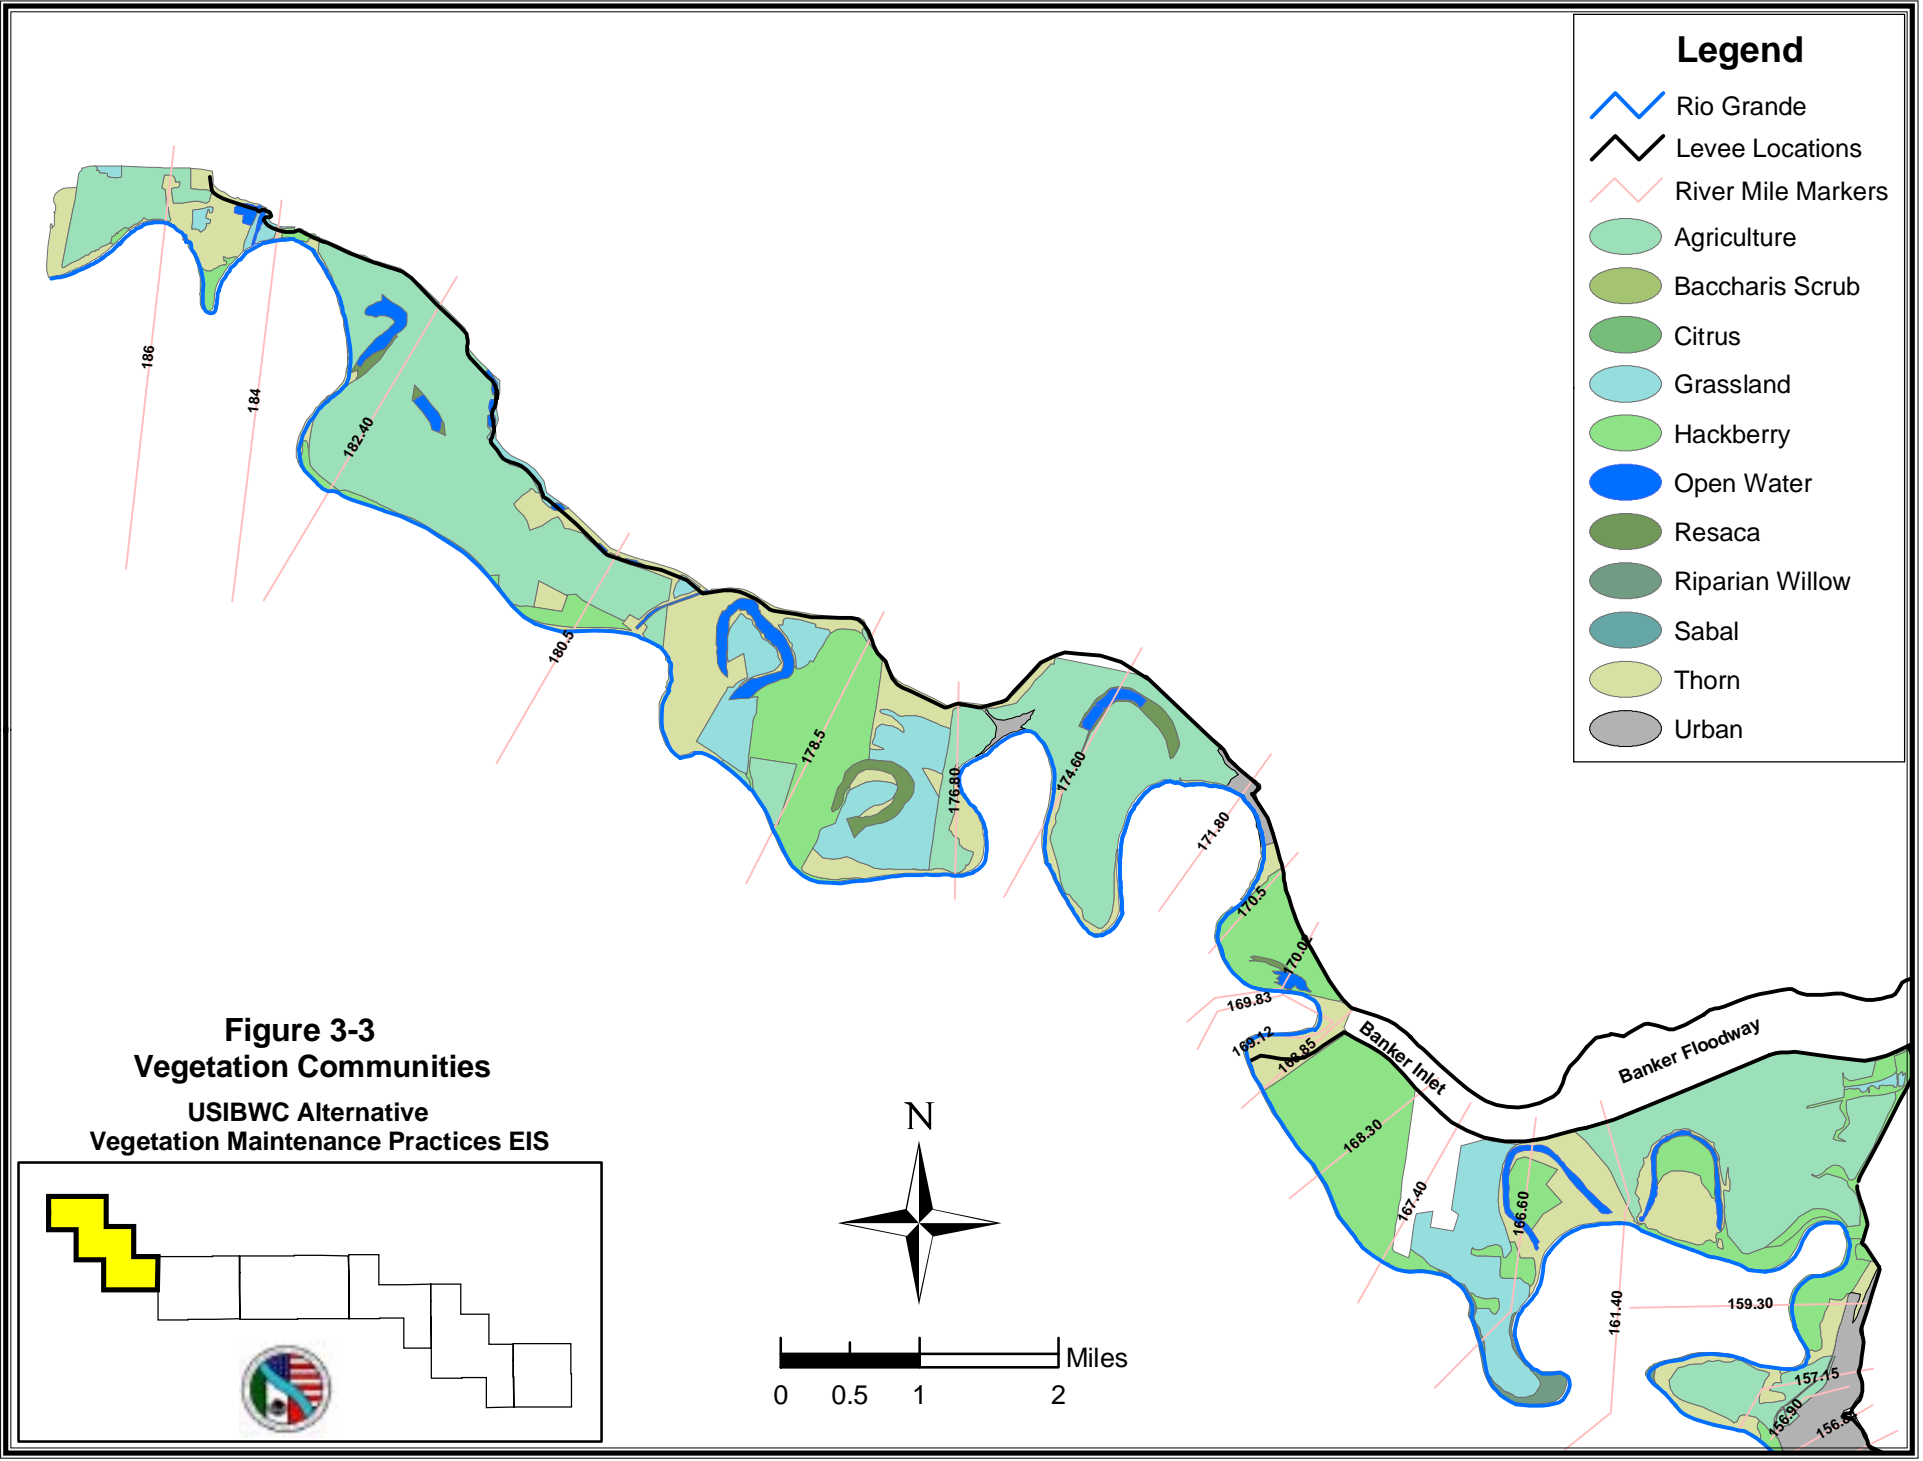 Legend
Rio Grande
Levee Locations
River Mile Markers
Agriculture
Baccharis Scrub
Citrus
Grassland
Hackberry
Open Water
Resaca
Riparian Willow
Sabal
Thorn
Urban
186
184
182.40
180.5
178.5
176.80
174.60
171.80
170.5
170.02
169.83
169.12
168.85
168.30
167.40
166.60
161.40
159.30
157.15
156.90
Banker Inlet
Banker Floodway
Figure 3-3
Vegetation Communities
USIBWC Alternative
Vegetation Maintenance Practices EIS
N
Miles
0 0.5 1 2